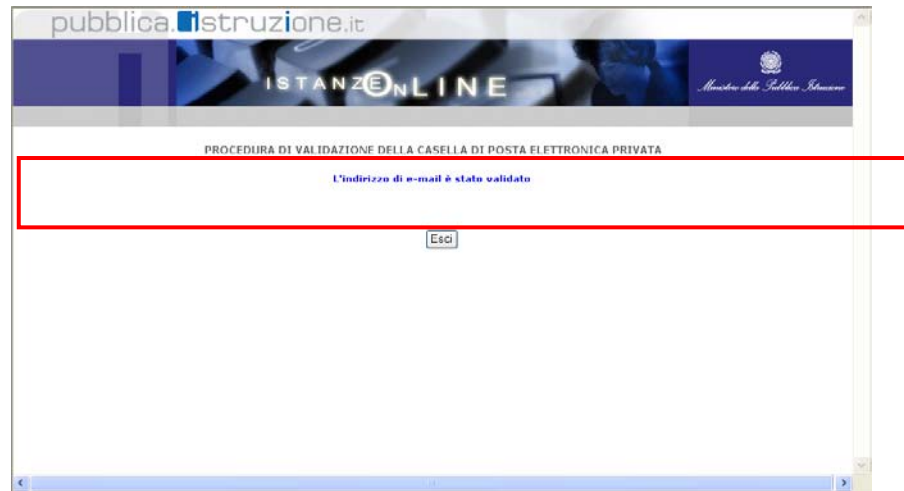 pubblica.istruzione.it
ISTANZE ONLINE
Ministero della Pubblica Istruzione
PROCEDURA DI VALIDAZIONE DELLA CASELLA DI POSTA ELETTRONICA PRIVATA
L'indirizzo di e-mail è stato validato
Esci